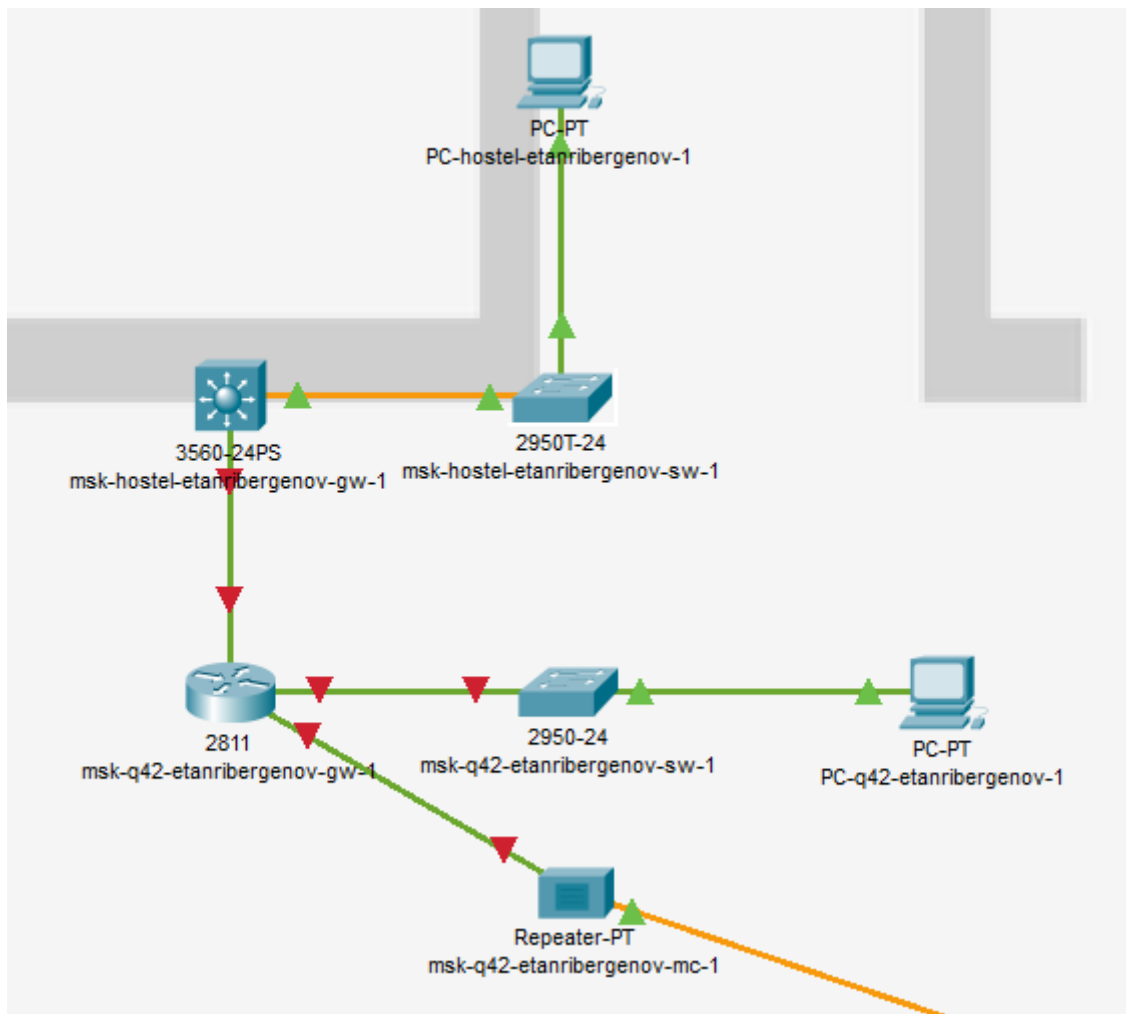 PC-PT
PC-hostel-etanribergenov-1
3560-24PS
msk-hostel-etanribergenov-gw-1
2950T-24
msk-hostel-etanribergenov-sw-1
2811
msk-q42-etanribergenov-gw-1
2950-24
msk-q42-etanribergenov-sw-1
PC-PT
PC-q42-etanribergenov-1
Repeater-PT
msk-q42-etanribergenov-mc-1